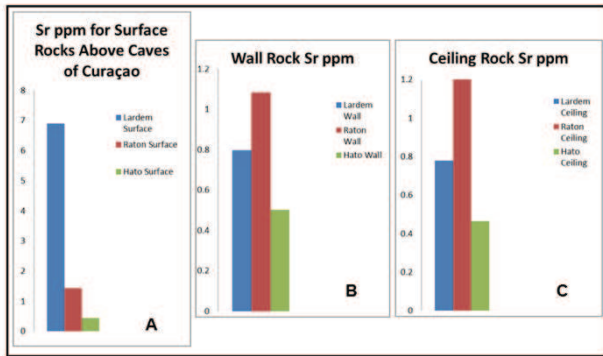 Sr ppm for Surface
Rocks Above Caves
of Curaçao
8
7
6
5
4
3
2
1
0
Lardem
Surface
Raton Surface
Hato Surface
A
Wall Rock Sr ppm
1.2
1
0.8
0.6
0.4
0.2
0
Lardem
Wall
Raton
Wall
Hato Wall
B
Ceiling Rock Sr ppm
1.2
1
0.8
0.6
0.4
0.2
0
Lardem
Ceiling
Raton
Ceiling
Hato
Ceiling
C